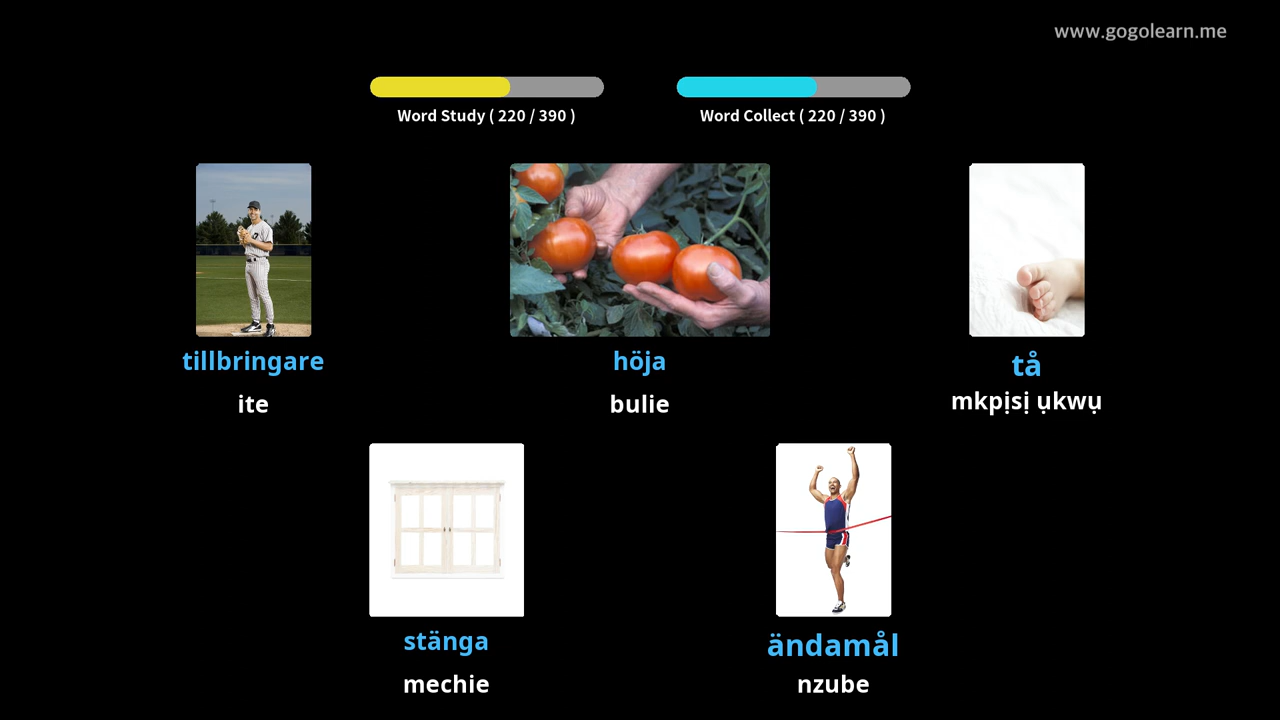 www.gogolearn.me
Word Study ( 220 / 390 )
Word Collect ( 220 / 390 )
tillbringare
ite
höja
bulie
tå
mkpịsị ụkwụ
stänga
mechie
ändamål
nzube